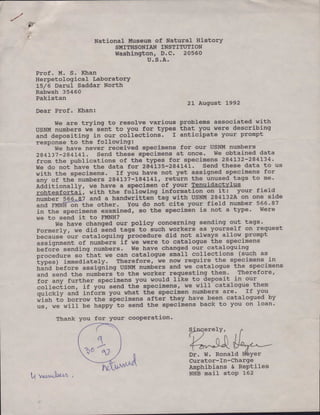 National Museum of Natural History
SMITHSONIAN INSTITUTION
Washington, D.C. 20560
U.S.A.
Prof. M. S. Khan
Herpetological Laboratory
15/6 Darul Saddar North
Rabwah 35460
Pakistan
21 August 1992
Dear Prof. Khan:
We are trying to resolve various problems associated with
USNM numbers we sent to you for types that you were describing
and depositing in our collections. I anticipate your prompt
response to the following:
We have never received specimens for our USNM numbers
284137-284141. Send these specimens at once. We obtained data
from the publications of the types for specimens 284132-284134.
We do not have the data for 284135-284141. Send these data to us
with the specimens. If you have not yet assigned specimens for
any of the numbers 284137-284141, return the unused tags to me.
Additionally, we have a specimen of your Tenuidactylus
rohtasfortai, with the following information on it: your field
number 566.87 and a handwritten tag with USNM 284132A on one side
and FMNH on the other. You do not cite your field number 566.87
in the specimens examined, so the specimen is not a type. Were
we to send it to FMNH?
We have changed our policy concerning sending out tags.
Formerly, we did send tags to such workers as yourself on request
because our cataloguing procedure did not always allow prompt
assignment of numbers if we were to catalogue the specimens
before sending numbers. We have changed our cataloguing
procedure so that we can catalogue small collections (such as
types) immediately. Therefore, we now require the specimens in
hand before assigning USNM numbers and we catalogue the specimens
and send the numbers to the worker requesting them. Therefore,
for any further specimens you would like to deposit in our
collection, if you send the specimens, we will catalogue them
quickly and inform you what the specimen numbers are. If you
wish to borrow the specimens after they have been catalogued by
us, we will be happy to send the specimens back to you on loan.
Thank you for your cooperation.
Sincerely,
Ronald Heyer
Dr. W. Ronald Heyer
Curator-In-Charge
Amphibians & Reptiles
NHB mail stop 162
9
30 92
returned
numbers